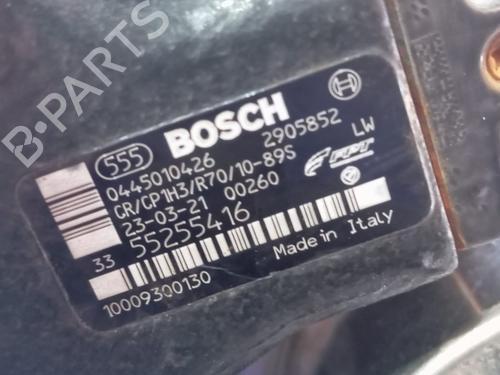 B-PARTS
555 BOSCH
0445010426 2905852
CR/CP1H3/R70/10-89S LW
23-03-21 00260 FPT
33 55255416
10009300130 Made in Italy